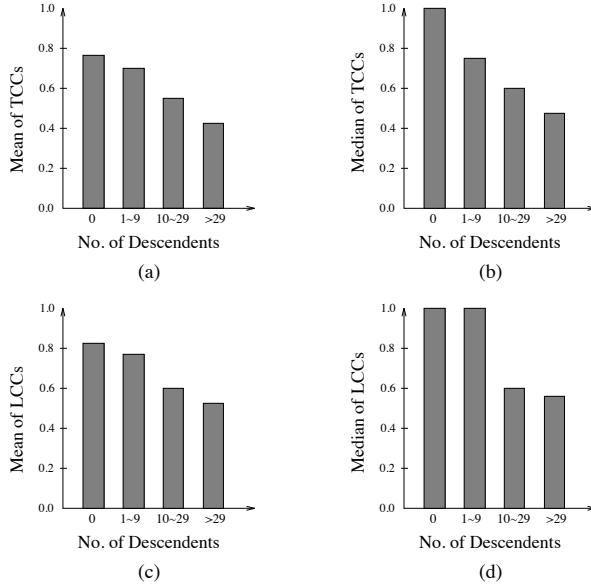 1.0
0.8
0.6
0.4
0.2
0.0
Mean of TCCs
0 1~9 10~29 >29
No. of Descendents
(a)
1.0
0.8
0.6
0.4
0.2
0.0
Median of TCCs
0 1~9 10~29 >29
No. of Descendents
(b)
1.0
0.8
0.6
0.4
0.2
0.0
Mean of LCCs
0 1~9 10~29 >29
No. of Descendents
(c)
1.0
0.8
0.6
0.4
0.2
0.0
Median of LCCs
0 1~9 10~29 >29
No. of Descendents
(d)